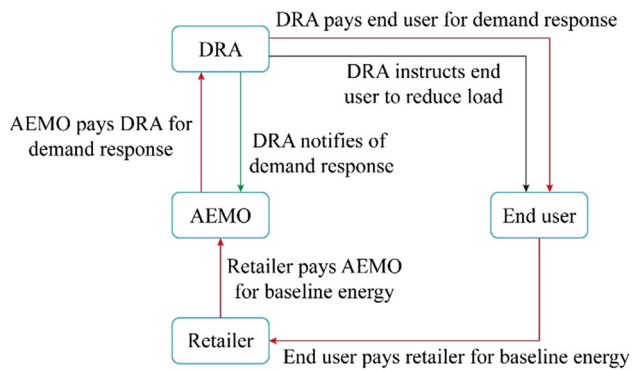 DRA pays end user for demand response
DRA
DRA instructs end
user to reduce load
AEMO pays DRA for
demand response
DRA notifies of
demand response
AEMO
End user
Retailer pays AEMO
for baseline energy
Retailer
End user pays retailer for baseline energy